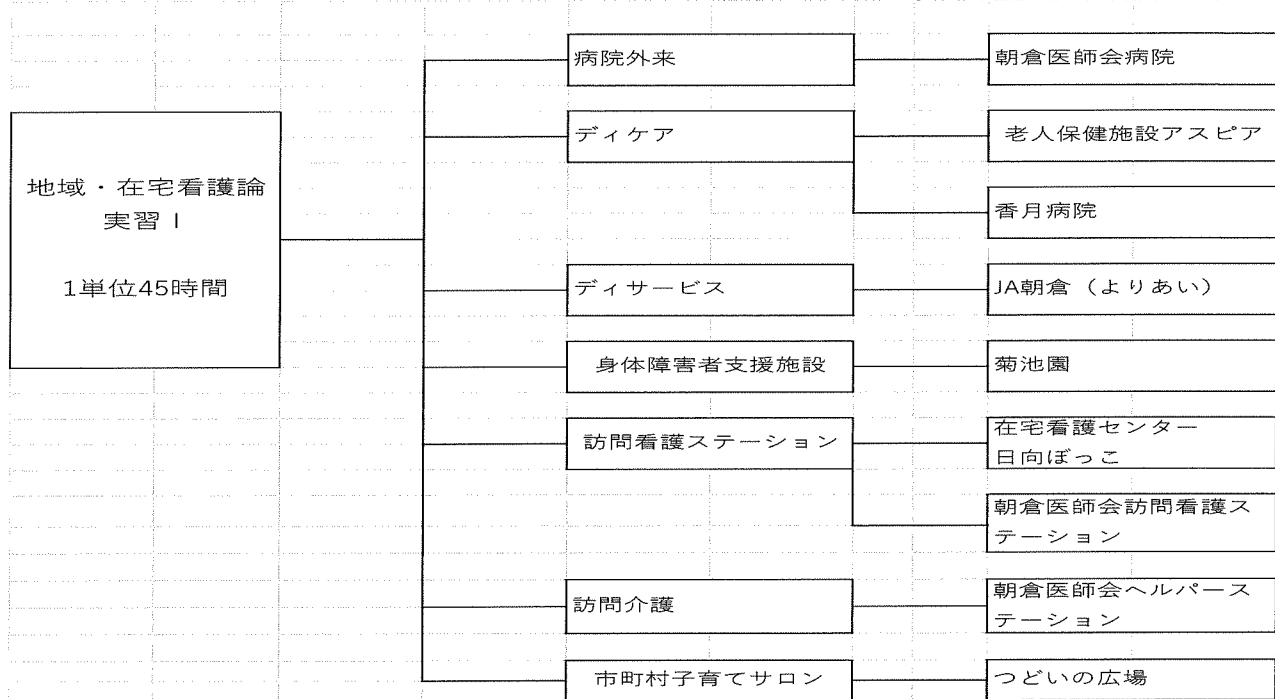 地域・在宅看護論
実習Ⅰ
1単位45時間
病院外来
朝倉医師会病院
ディケア
老人保健施設アスピア
香月病院
ディサービス
JA朝倉（よりあい）
身体障害者支援施設
菊池園
訪問看護ステーション
在宅看護センター
日向ぼっこ
朝倉医師会訪問看護ス
テーション
訪問介護
朝倉医師会ヘルパース
テーション
市町村子育てサロン
つどいの広場